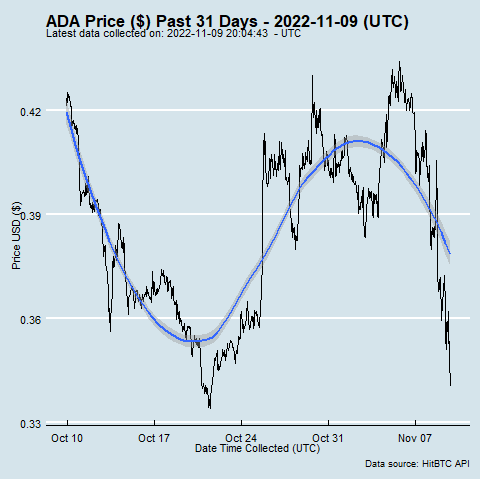 ADA Price ($) Past 31 Days - 2022-11-09 (UTC)
Latest data collected on: 2022-11-09 20:04:43 - UTC
0.42
0.39
0.36
0.33
Price USD ($)
Oct 10 Oct 17 Oct 24 Oct 31 Nov 07
Date Time Collected (UTC)
Data source: HitBTC API